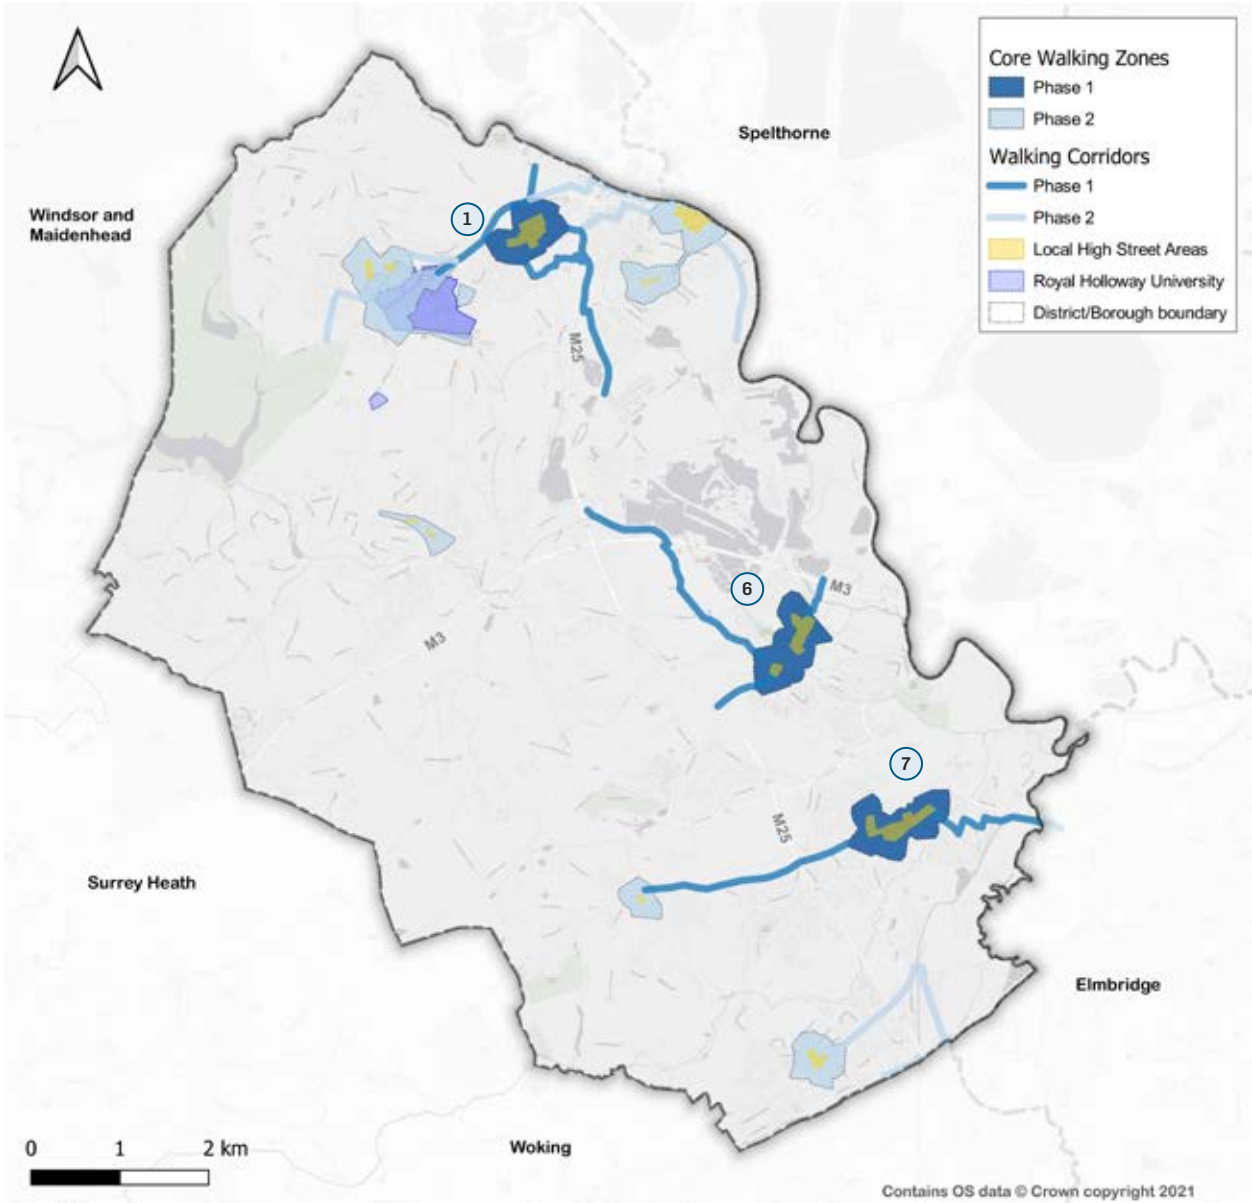 Core Walking Zones
Phase 1
Phase 2
Walking Corridors
Phase 1
Phase 2
Local High Street Areas
Royal Holloway University
District/Borough boundary
Spelthorne
Windsor and
Maidenhead
1
M25
6
M3
M3
7
M25
Surrey Heath
Elmbridge
Woking
0 1 2 km
Contains OS data © Crown copyright 2021